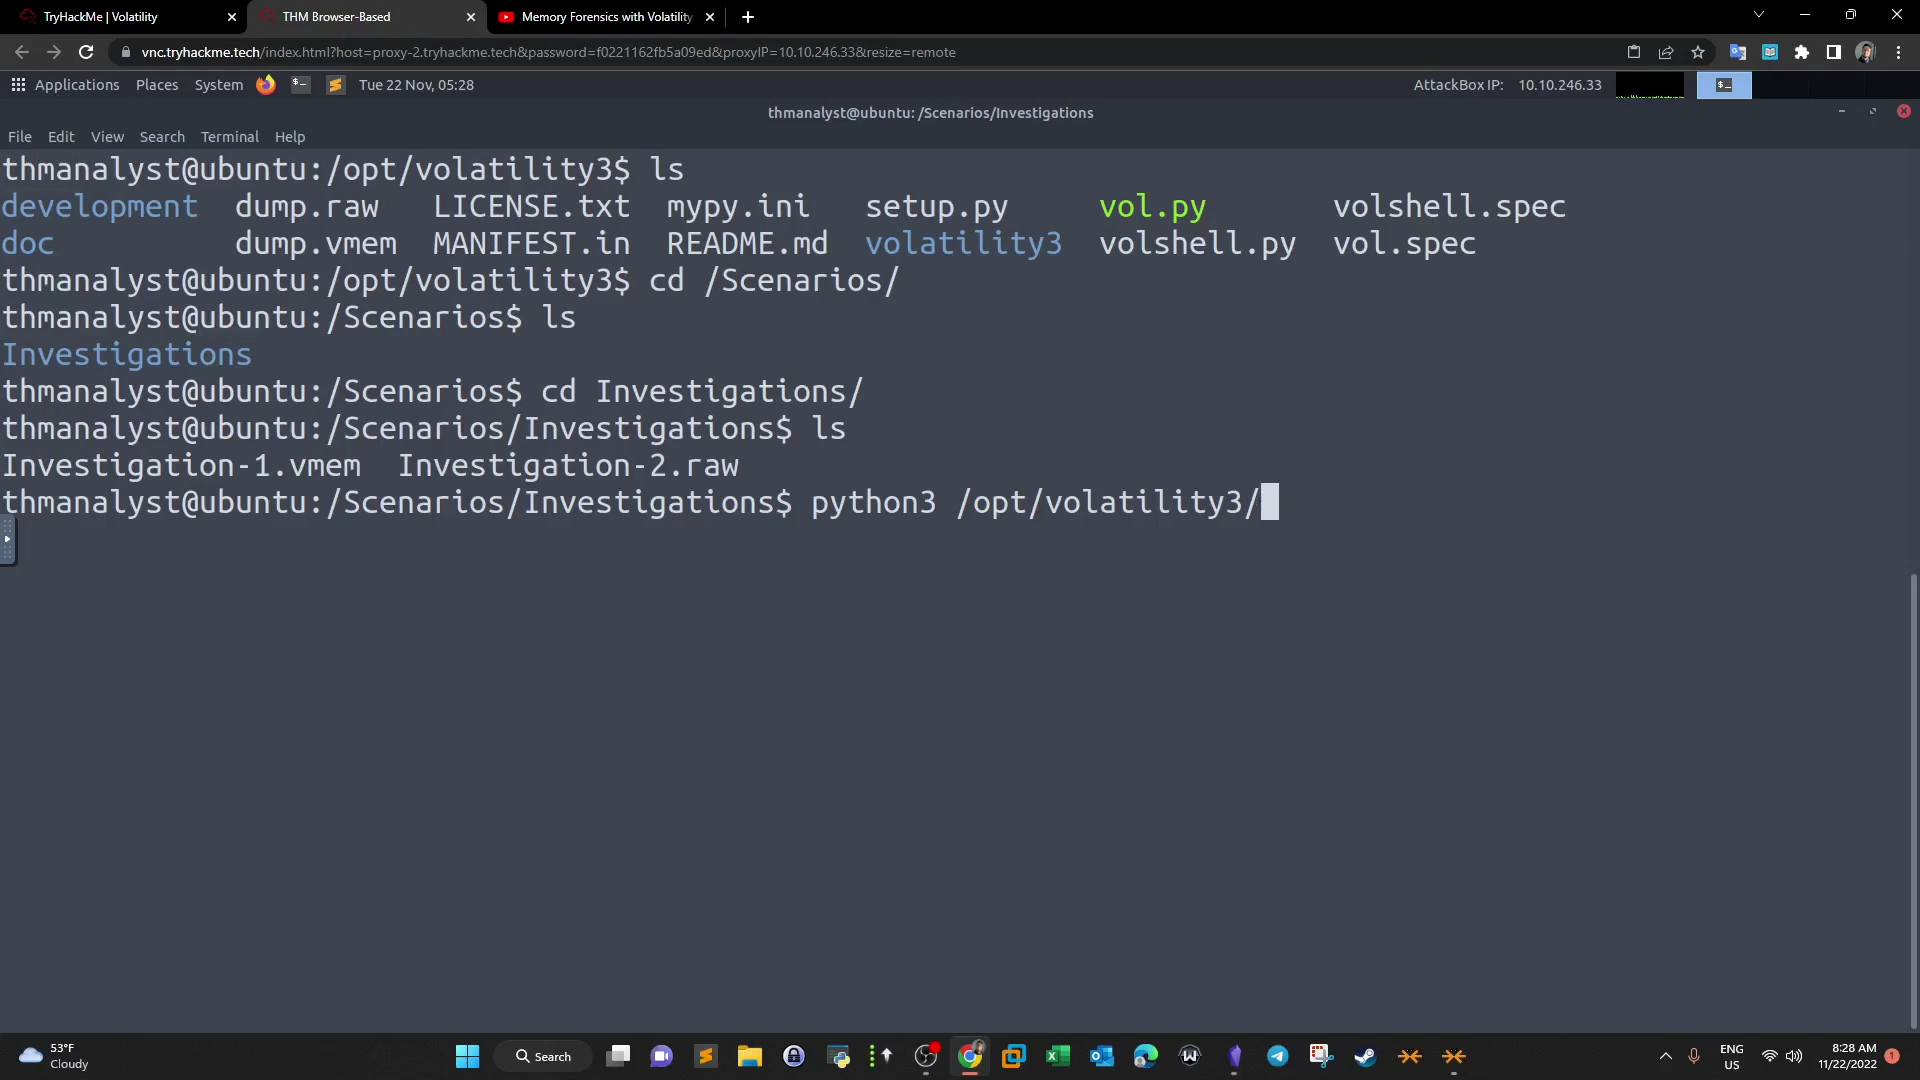 TryHackMe | Volatility
THM Browser-Based
Memory Forensics with Volatility
vnc.tryhackme.tech/index.html?host=proxy-2.tryhackme.tech&password=f0221162fb5a09ed&proxyIP=10.10.246.33&resize=remote
Applications Places System Tue 22 Nov, 05:28 AttackBox IP: 10.10.246.33
thmanalyst@ubuntu: /Scenarios/Investigations
File Edit View Search Terminal Help
thmanalyst@ubuntu:/opt/volatility3$ ls
development dump.raw LICENSE.txt mypy.ini setup.py vol.py volshell.spec
doc dump.vmem MANIFEST.in README.md volatility3 volshell.py vol.spec
thmanalyst@ubuntu:/opt/volatility3$ cd /Scenarios/
thmanalyst@ubuntu:/Scenarios$ ls
Investigations
thmanalyst@ubuntu:/Scenarios$ cd Investigations/
thmanalyst@ubuntu:/Scenarios/Investigations$ ls
Investigation-1.vmem Investigation-2.raw
thmanalyst@ubuntu:/Scenarios/Investigations$ python3 /opt/volatility3/
53°F
Cloudy
Search
ENG
US
8:28 AM
11/22/2022
1